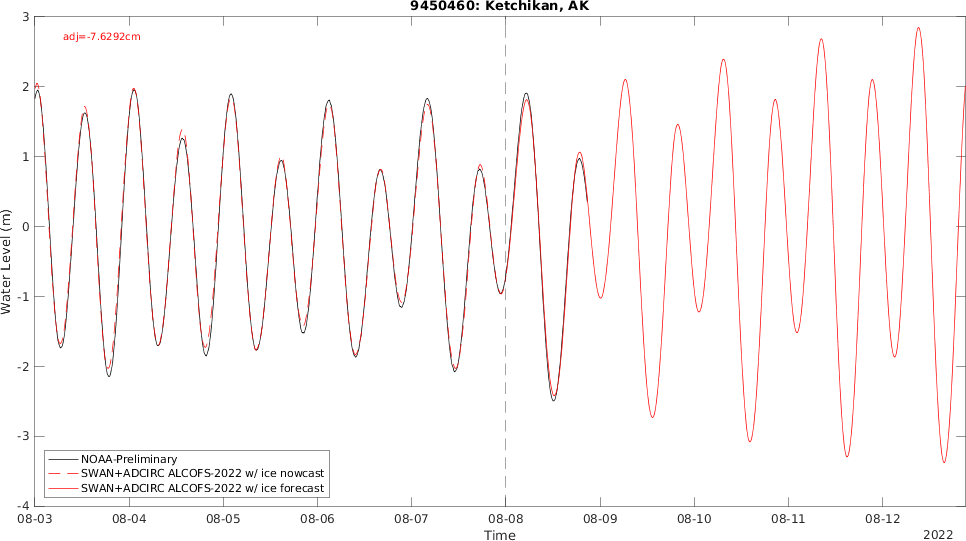 9450460: Ketchikan, AK
adj=-7.6292cm
3
2
1
0
-1
-2
-3
-4
Water Level (m)
NOAA-Preliminary
SWAN+ADCIRC ALCOFS-2022 w/ ice nowcast
SWAN+ADCIRC ALCOFS-2022 w/ ice forecast
08-03 08-04 08-05 08-06 08-07 08-08 08-09 08-10 08-11 08-12
Time
2022